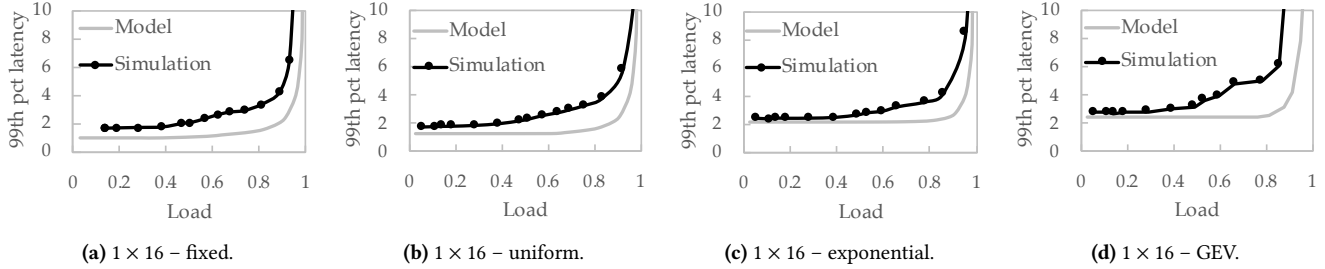 99th pct latency
10
8
6
4
2
0
Model
Simulation
0 0.2 0.4 0.6 0.8 1
Load
(a) 1 × 16 – fixed.
99th pct latency
10
8
6
4
2
0
Model
Simulation
0 0.2 0.4 0.6 0.8 1
Load
(b) 1 × 16 – uniform.
99th pct latency
10
8
6
4
2
0
Model
Simulation
0 0.2 0.4 0.6 0.8 1
Load
(c) 1 × 16 – exponential.
99th pct latency
10
8
6
4
2
0
Model
Simulation
0 0.2 0.4 0.6 0.8 1
Load
(d) 1 × 16 – GEV.